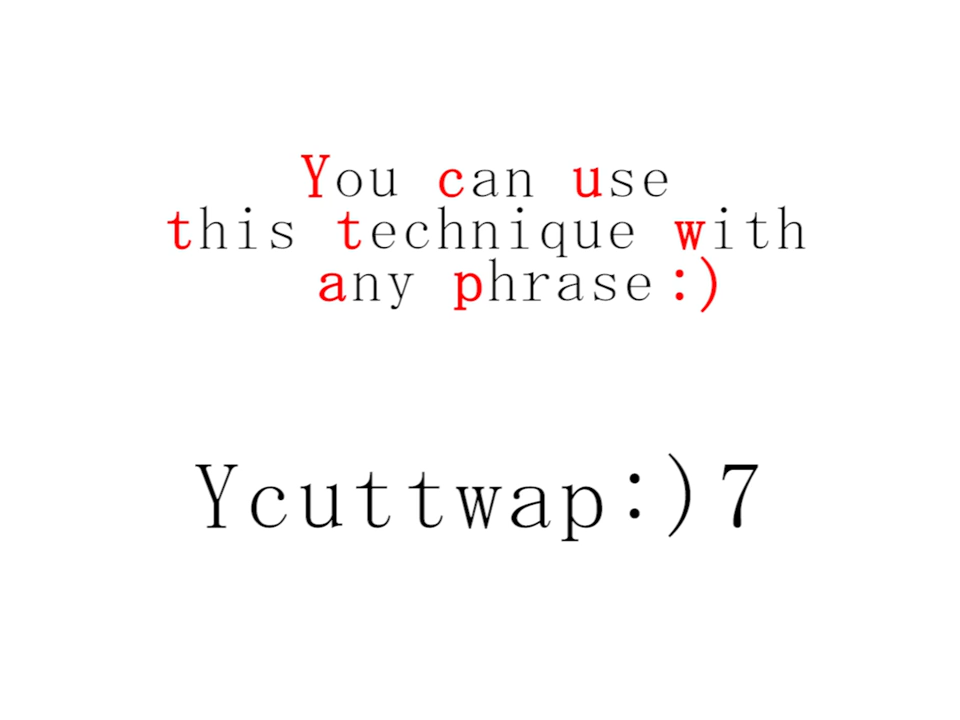 You can use
this technique with
any phrase :)
Ycuttwap:)7